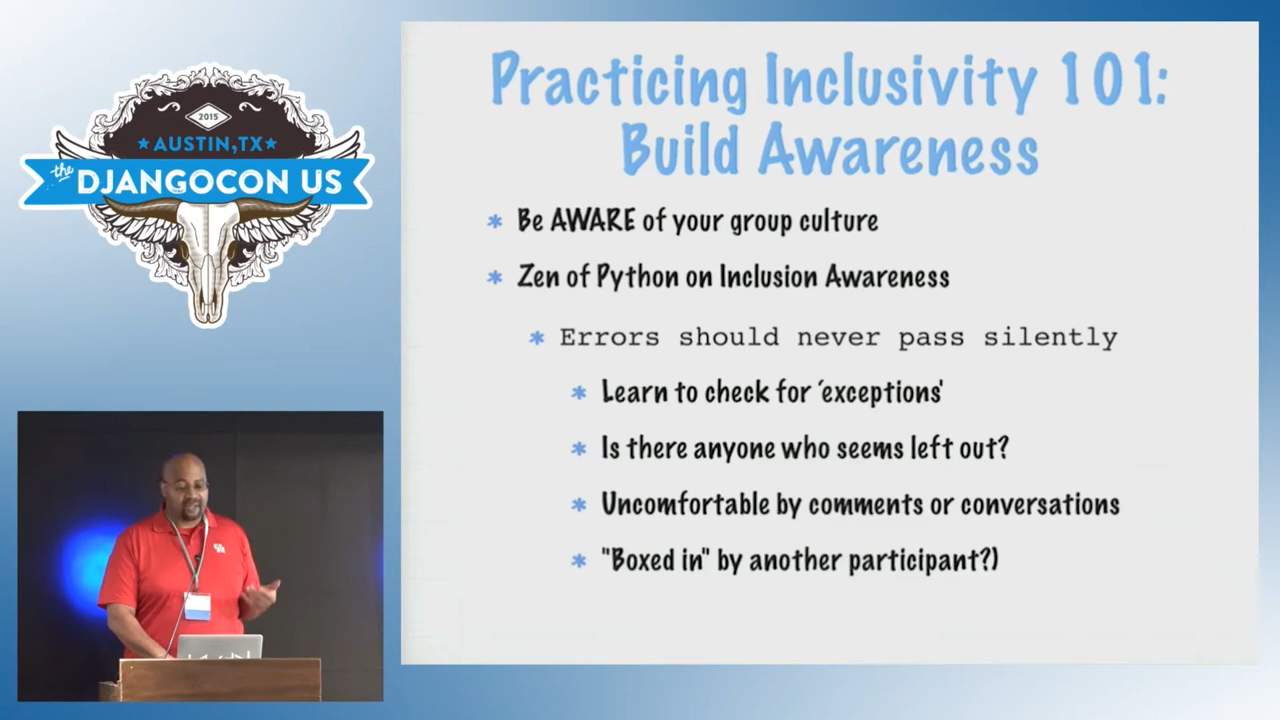 2015
AUSTIN, TX
the
DJANGOCON US
Practicing Inclusivity 101:
Build Awareness
Be AWARE of your group culture
Zen of Python on Inclusion Awareness
Errors should never pass silently
Learn to check for ‘exceptions'
Is there anyone who seems left out?
Uncomfortable by comments or conversations
"Boxed in" by another participant?)